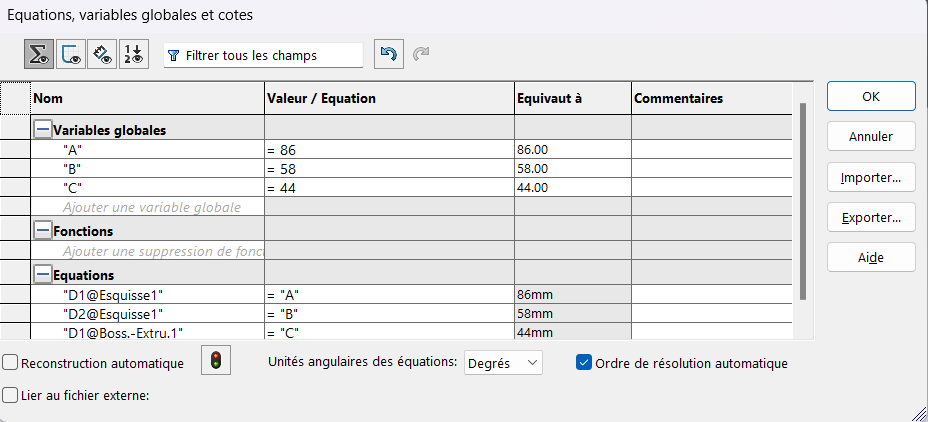 Equations, variables globales et cotes
Filtrer tous les champs
Nom Valeur / Equation Equivaut à Commentaires
Variables globales
"A" = 86 86.00
"B" = 58 58.00
"C" = 44 44.00
Ajouter une variable globale
Fonctions
Ajouter une suppression de fonct
Equations
"D1@Esquisse1" = "A" 86mm
"D2@Esquisse1" = "B" 58mm
"D1@Boss.-Extru.1" = "C" 44mm
OK
Annuler
Importer...
Exporter...
Aide
Reconstruction automatique Unités angulaires des équations: Degrés Ordre de résolution automatique
Lier au fichier externe: